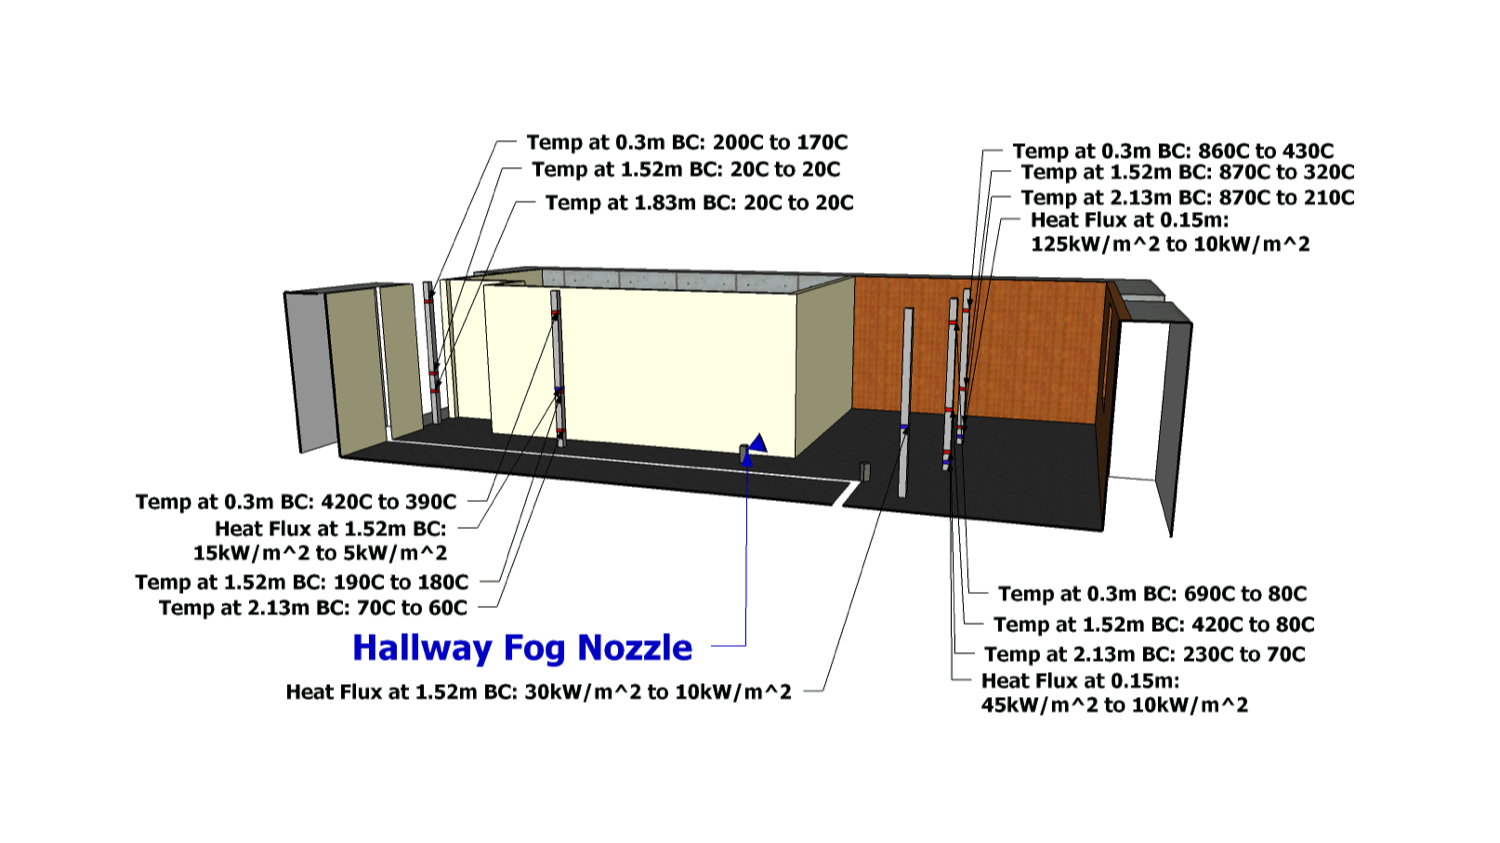 Temp at 0.3m BC: 200C to 170C
Temp at 1.52m BC: 20C to 20C
Temp at 1.83m BC: 20C to 20C
Temp at 0.3m BC: 860C to 430C
Temp at 1.52m BC: 870C to 320C
Temp at 2.13m BC: 870C to 210C
Heat Flux at 0.15m:
125kW/m^2 to 10kW/m^2
Temp at 0.3m BC: 420C to 390C
Heat Flux at 1.52m BC:
15kW/m^2 to 5kW/m^2
Temp at 1.52m BC: 190C to 180C
Temp at 2.13m BC: 70C to 60C
Hallway Fog Nozzle
Heat Flux at 1.52m BC: 30kW/m^2 to 10kW/m^2
Temp at 0.3m BC: 690C to 80C
Temp at 1.52m BC: 420C to 80C
Temp at 2.13m BC: 230C to 70C
Heat Flux at 0.15m:
45kW/m^2 to 10kW/m^2